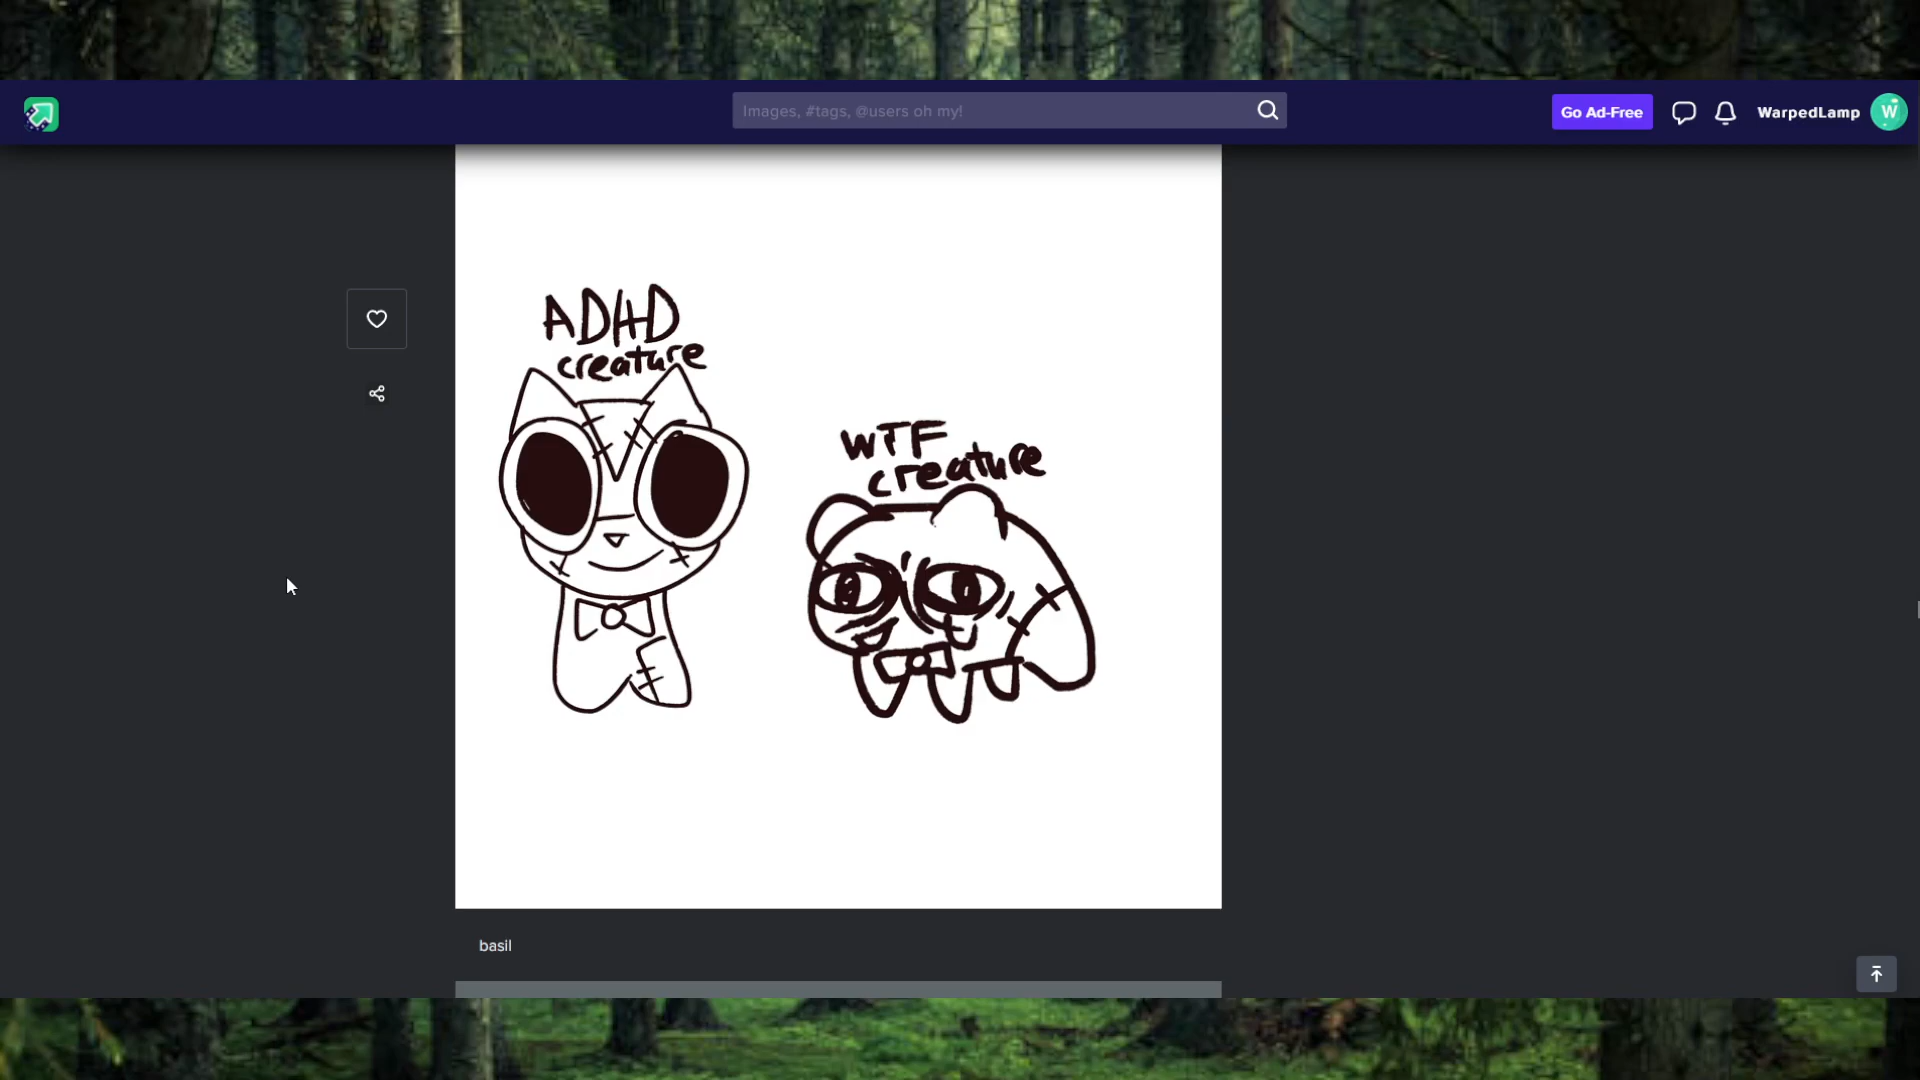 Images, #tags, @users oh my!
Go Ad-Free
WarpedLamp
W
ADHD
creature
WTF
creature
basil